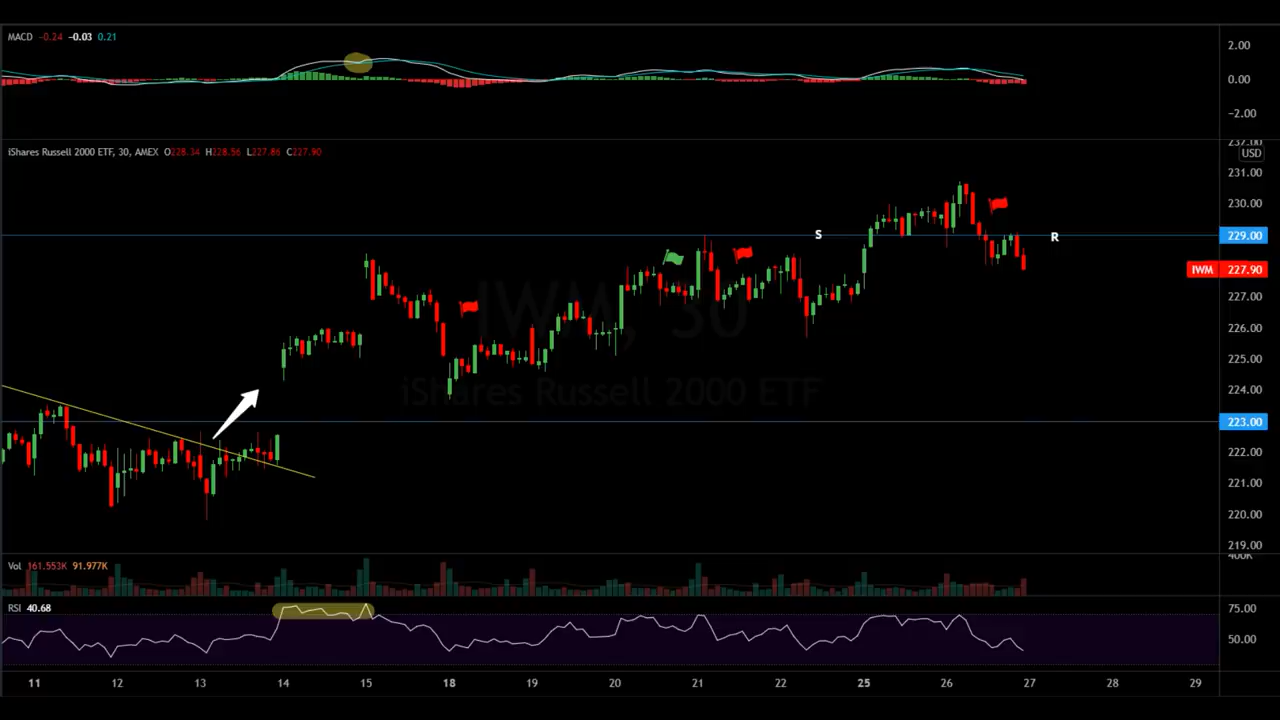 MACD -0.24 -0.03 0.21
2.00
0.00
-2.00
iShares Russell 2000 ETF, 30, AMEX O228.34 H228.56 L227.86 C227.90
237.00
USD
231.00
230.00
S
R
229.00
IWM 227.90
227.00
226.00
225.00
224.00
223.00
222.00
221.00
220.00
219.00
IWM, 30
iShares Russell 2000 ETF
Vol 161.553K 91.977K
400K
RSI 40.68
75.00
50.00
11 12 13 14 15 18 19 20 21 22 25 26 27 28 29